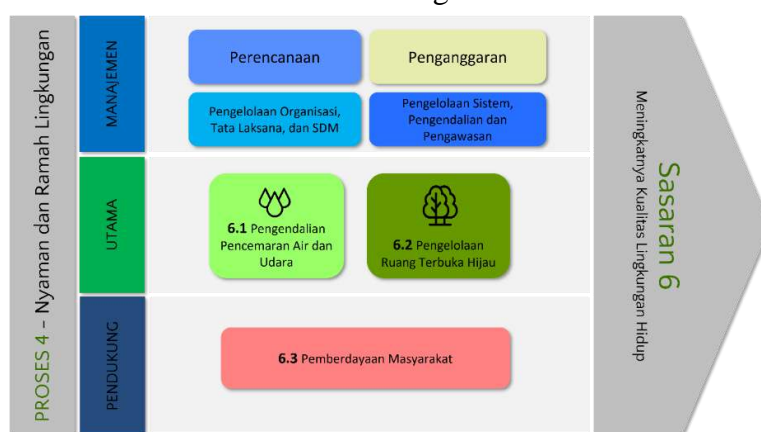 PROSES 4 – Nyaman dan Ramah Lingkungan
MANAJEMEN
Perencanaan
Penganggaran
Pengelolaan Organisasi,
Tata Laksana, dan SDM
Pengelolaan Sistem,
Pengendalian dan
Pengawasan
UTAMA
6.1 Pengendalian
Pencemaran Air dan
Udara
6.2 Pengelolaan
Ruang Terbuka Hijau
PENDUKUNG
6.3 Pemberdayaan Masyarakat
Sasaran 6
Meningkatnya Kualitas Lingkungan Hidup